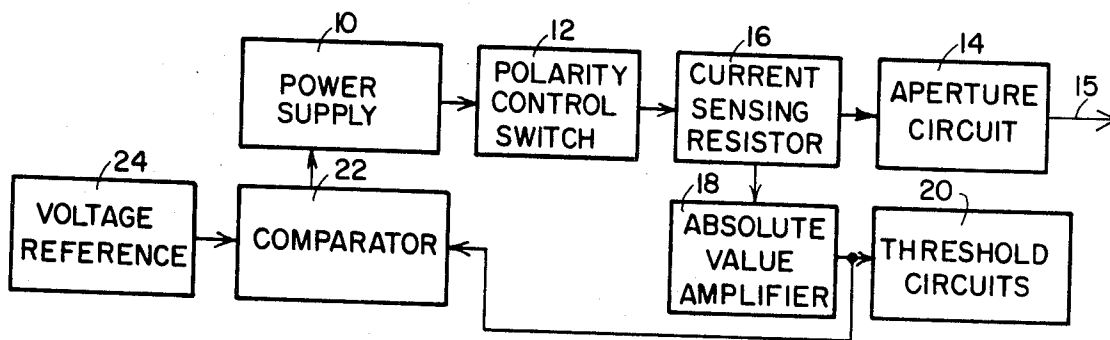 10
POWER
SUPPLY
12
POLARITY
CONTROL
SWITCH
16
CURRENT
SENSING
RESISTOR
14
APERTURE
CIRCUIT
15
24
VOLTAGE
REFERENCE
22
COMPARATOR
18
ABSOLUTE
VALUE
AMPLIFIER
20
THRESHOLD
CIRCUITS